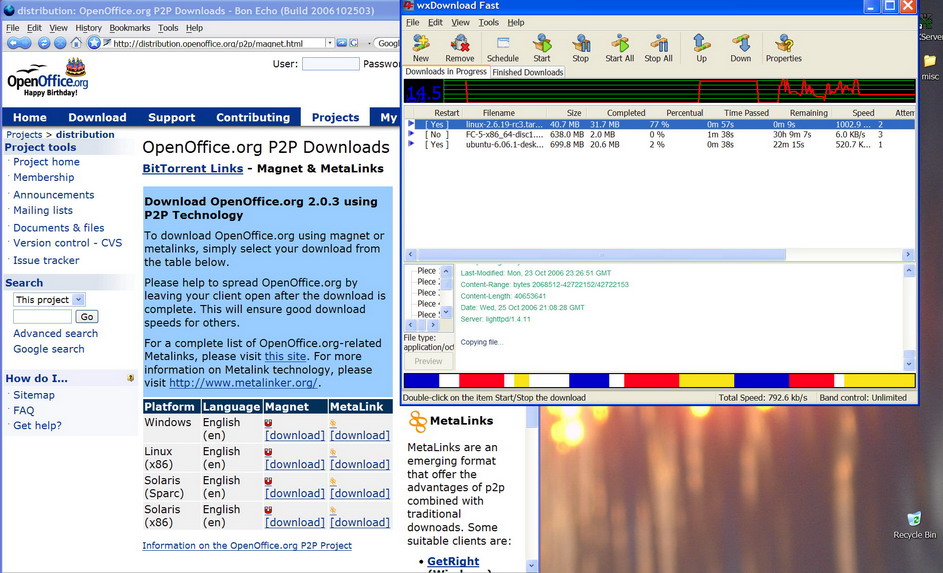 distribution: OpenOffice.org P2P Downloads - Bon Echo (Build 2006102503)
File Edit View History Bookmarks Tools Help
http://distribution.openoffice.org/p2p/magnet.html
OpenOffice.org
Happy Birthday!
User:
Home Download Support Contributing Projects My
Projects > distribution
Project tools
Project home
Membership
Announcements
Mailing lists
Documents & files
Version control - CVS
Issue tracker
Search
This project
Go
Advanced search
Google search
How do I...
Sitemap
FAQ
Get help?
OpenOffice.org P2P Downloads
BitTorrent Links - Magnet & MetaLinks
Download OpenOffice.org 2.0.3 using
P2P Technology
To download OpenOffice.org using magnet or
metalinks, simply select your download from
the table below.
Please help to spread OpenOffice.org by
leaving your client open after the download is
complete. This will ensure good download
speeds for others.
For a complete list of OpenOffice.org-related
Metalinks, please visit this site. For more
information on Metalink technology, please
visit http://www.metalinker.org/.
Platform Language Magnet MetaLink
Windows English (en) [download] [download]
Linux (x86) English (en) [download] [download]
Solaris (Sparc) English (en) [download] [download]
Solaris (x86) English (en) [download] [download]
Information on the OpenOffice.org P2P Project
MetaLinks
MetaLinks are an
emerging format
that offer the
advantages of p2p
combined with
traditional
downoads. Some
suitable clients are:
• GetRight
wxDownload Fast
File Edit View Tools Help
New Remove Schedule Start Stop Start All Stop All Up Down Properties
Downloads in Progress Finished Downloads
14.5
Restart Filename Size Completed Percentual Time Passed Remaining Speed Attem
[ Yes ] linux-2.6.19-rc3.tar... 40.7 MB 31.7 MB 77 % 0m 57s 0m 9s 1002.9 ... 2
[ No ] FC-5-x86_64-disc1.... 638.0 MB 2.0 MB 0 % 1m 38s 30h 9m 7s 6.0 KB/s 3
[ Yes ] ubuntu-6.06.1-desk... 699.8 MB 20.6 MB 2 % 0m 38s 22m 15s 520.7 K... 1
Piece
Piece
Piece
Piece
Piece
File type:
application/oct
Preview
Last-Modified: Mon, 23 Oct 2006 23:26:51 GMT
Content-Range: bytes 2068512-42722152/42722153
Content-Length: 40653641
Date: Wed, 25 Oct 2006 21:08:28 GMT
Server: lighttpd/1.4.11
Copying file...
Double-click on the item Start/Stop the download Total Speed: 792.6 kb/s Band control: Unlimited
misc
Recycle Bin